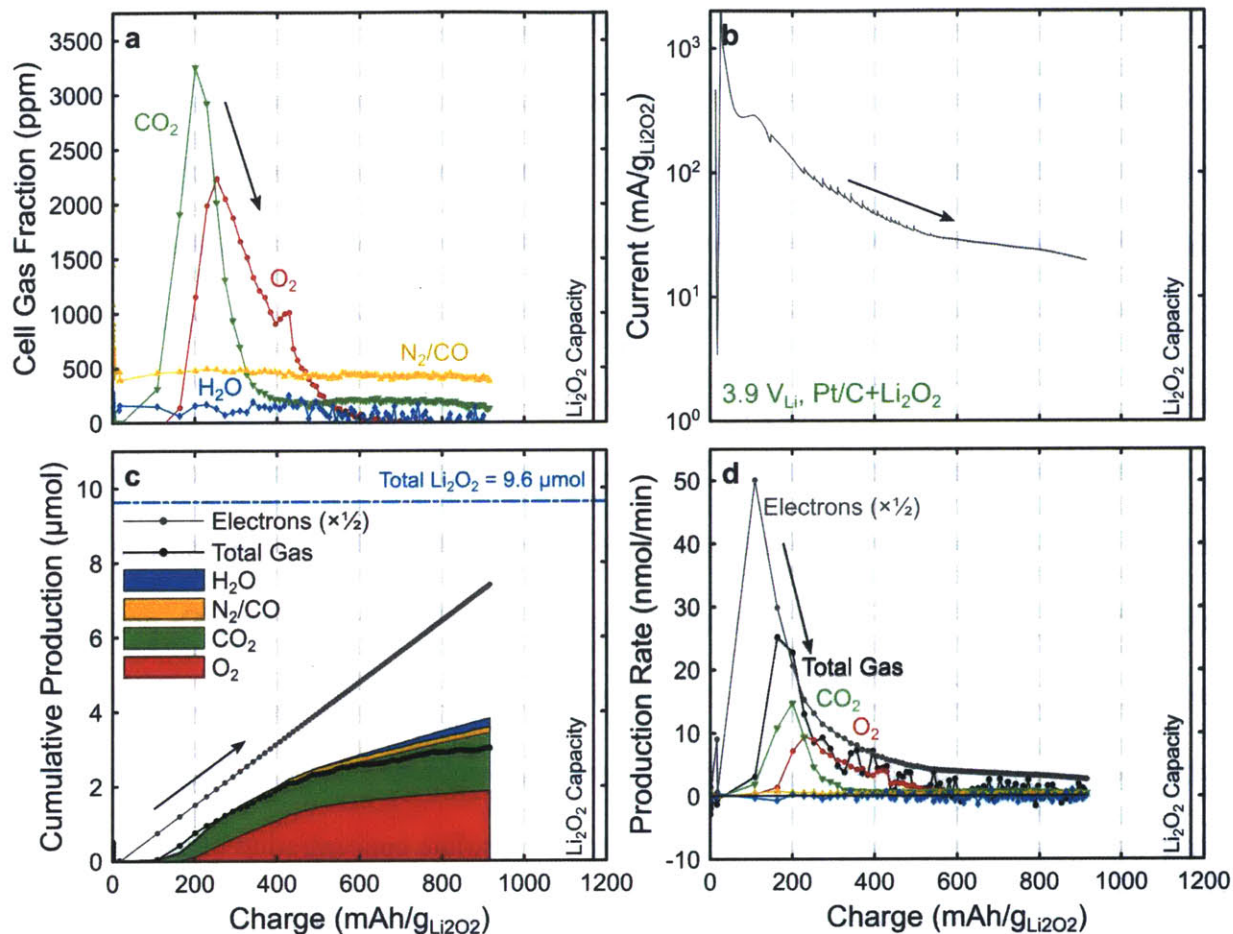 a
3500
3000
2500
2000
1500
1000
500
0
Cell Gas Fraction (ppm)
CO₂
O₂
N₂/CO
H₂O
Li₂O₂ Capacity
b
10³
10²
10¹
10⁰
Current (mA/g_Li2O2)
3.9 V_Li, Pt/C+Li₂O₂
Li₂O₂ Capacity
c
Total Li₂O₂ = 9.6 µmol
10
8
6
4
2
0
Cumulative Production (µmol)
Electrons (×½)
Total Gas
H₂O
N₂/CO
CO₂
O₂
Li₂O₂ Capacity
0 200 400 600 800 1000 1200
Charge (mAh/g_Li2O2)
d
50
40
30
20
10
0
-10
Production Rate (nmol/min)
Electrons (×½)
Total Gas
CO₂
O₂
Li₂O₂ Capacity
0 200 400 600 800 1000 1200
Charge (mAh/g_Li2O2)